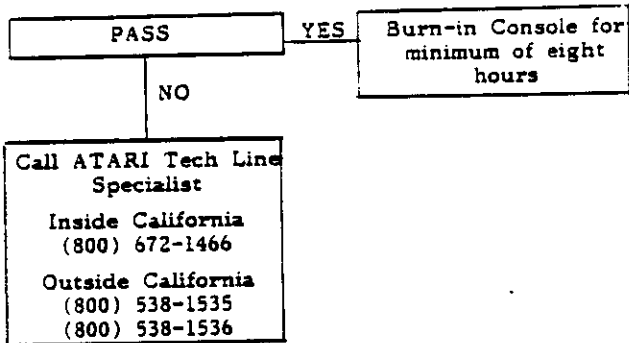 PASS
YES
Burn-in Console for
minimum of eight
hours
NO
Call ATARI Tech Line
Specialist
Inside California
(800) 672-1466
Outside California
(800) 538-1535
(800) 538-1536